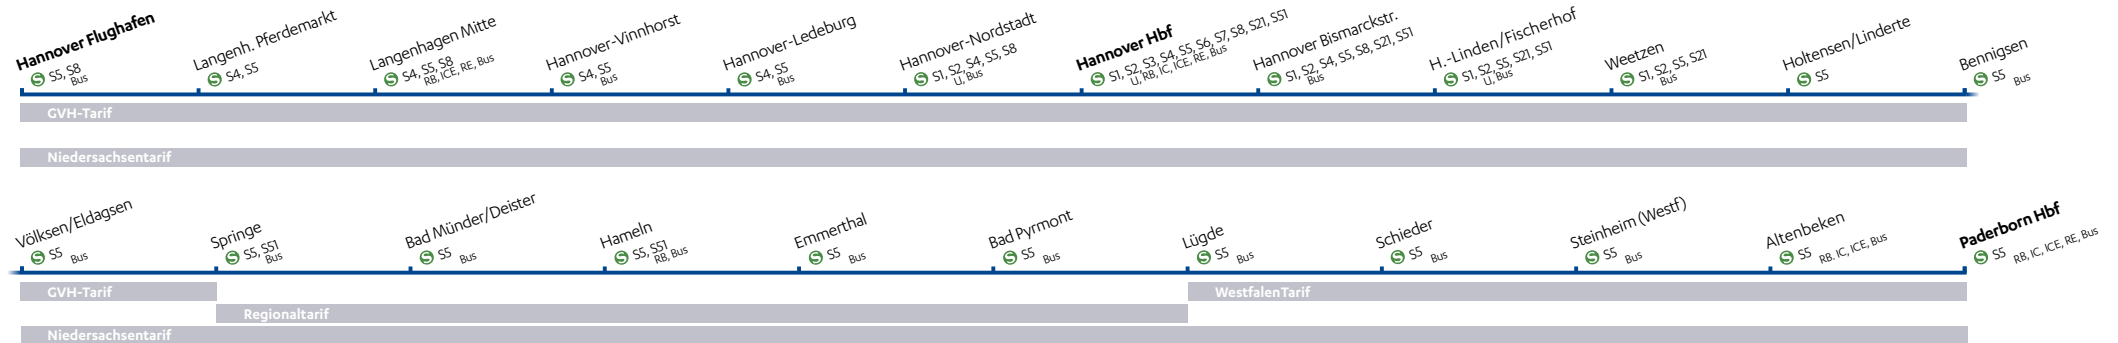 Hannover Flughafen
S S5, S8
Bus
Langenh. Pferdemarkt
S S4, S5
Langenhagen Mitte
S S4, S5, S8
RB, ICE, RE, Bus
Hannover-Vinnhorst
S S4, S5
Bus
Hannover-Ledeburg
S S4, S5
Bus
Hannover-Nordstadt
S S1, S2, S4, S5, S8
U, Bus
Hannover Hbf
S S1, S2, S3, S4, S5, S6, S7, S8, S21, S51
U, RB, IC, ICE, RE, Bus
Hannover Bismarckstr.
S S1, S2, S4, S5, S8, S21, S51
Bus
H.-Linden/Fischerhof
S S1, S2, S5, S21, S51
U, Bus
Weetzen
S S1, S2, S5, S21
Bus
Holtensen/Linderte
S S5
Bennigsen
S S5 Bus
GVH-Tarif
Niedersachsentarif
Völksen/Eldagsen
S S5 Bus
Springe
S S5, S51
Bus
Bad Münder/Deister
S S5 Bus
Hameln
S S5, S51
RB, Bus
Emmerthal
S S5 Bus
Bad Pyrmont
S S5 Bus
Lügde
S S5 Bus
Schieder
S S5 Bus
Steinheim (Westf)
S S5 Bus
Altenbeken
S S5 RB. IC, ICE, Bus
Paderborn Hbf
S S5 RB, IC, ICE, RE, Bus
GVH-Tarif
WestfalenTarif
Regionaltarif
Niedersachsentarif